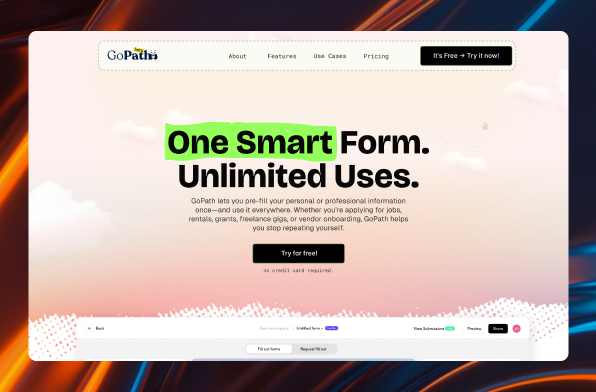 GoPath
About
Features
Use Cases
Pricing
It's Free → Try it now!
One Smart Form.
Unlimited Uses.
GoPath lets you pre-fill your personal or professional information
once—and use it everywhere. Whether you're applying for jobs,
rentals, grants, freelance gigs, or vendor onboarding, GoPath helps
you stop repeating yourself.
Try for free!
no credit card required.
Back
Untitled form
View Submissions
Preview
Share
Fill out forms
Request fill out